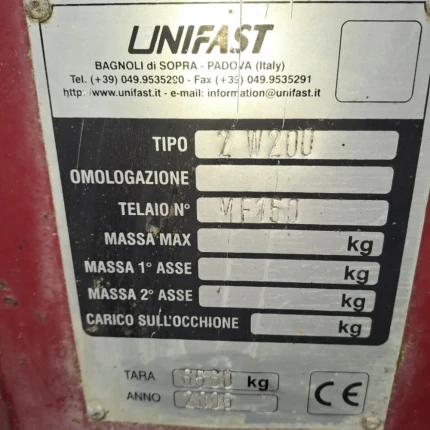 UNIFAST
BAGNOLI di SOPRA - PADOVA (Italy)
Tel. (+39) 049.9535290 - Fax (+39) 049.9535291
http: www.unifast.it - e-mail: information@unifast.it
TIPO 2 W200
OMOLOGAZIONE
TELAIO N°
MASSA MAX kg
MASSA 1° ASSE kg
MASSA 2° ASSE kg
CARICO SULL'OCCHIONE kg
TARA kg
ANNO
CE